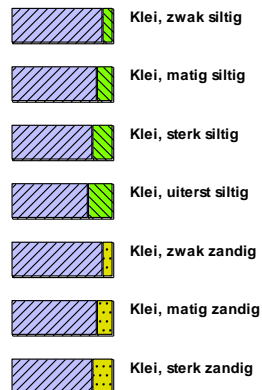 Klei, zwak siltig
Klei, matig siltig
Klei, sterk siltig
Klei, uiterst siltig
Klei, zwak zandig
Klei, matig zandig
Klei, sterk zandig